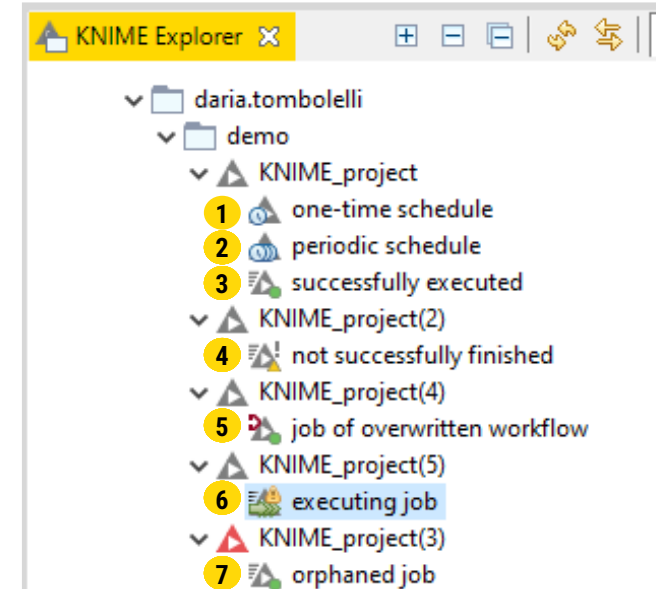 KNIME Explorer
daria.tombolelli
demo
KNIME_project
1 one-time schedule
2 periodic schedule
3 successfully executed
KNIME_project(2)
4 not successfully finished
KNIME_project(4)
5 job of overwritten workflow
KNIME_project(5)
6 executing job
KNIME_project(3)
7 orphaned job